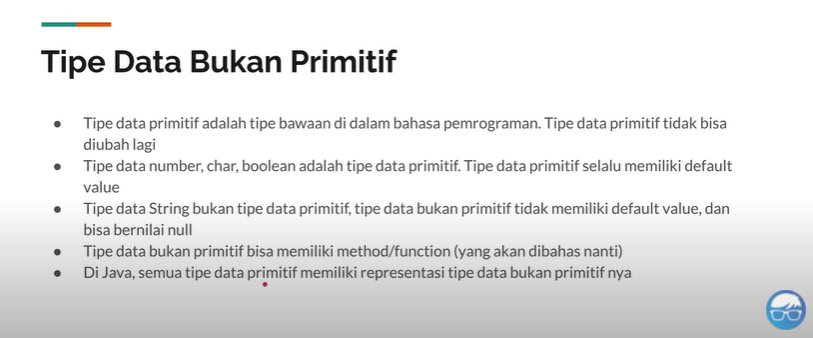 Tipe Data Bukan Primitif
● Tipe data primitif adalah tipe bawaan di dalam bahasa pemrograman. Tipe data primitif tidak bisa
diubah lagi
● Tipe data number, char, boolean adalah tipe data primitif. Tipe data primitif selalu memiliki default
value
● Tipe data String bukan tipe data primitif, tipe data bukan primitif tidak memiliki default value, dan
bisa bernilai null
● Tipe data bukan primitif bisa memiliki method/function (yang akan dibahas nanti)
● Di Java, semua tipe data primitif memiliki representasi tipe data bukan primitif nya